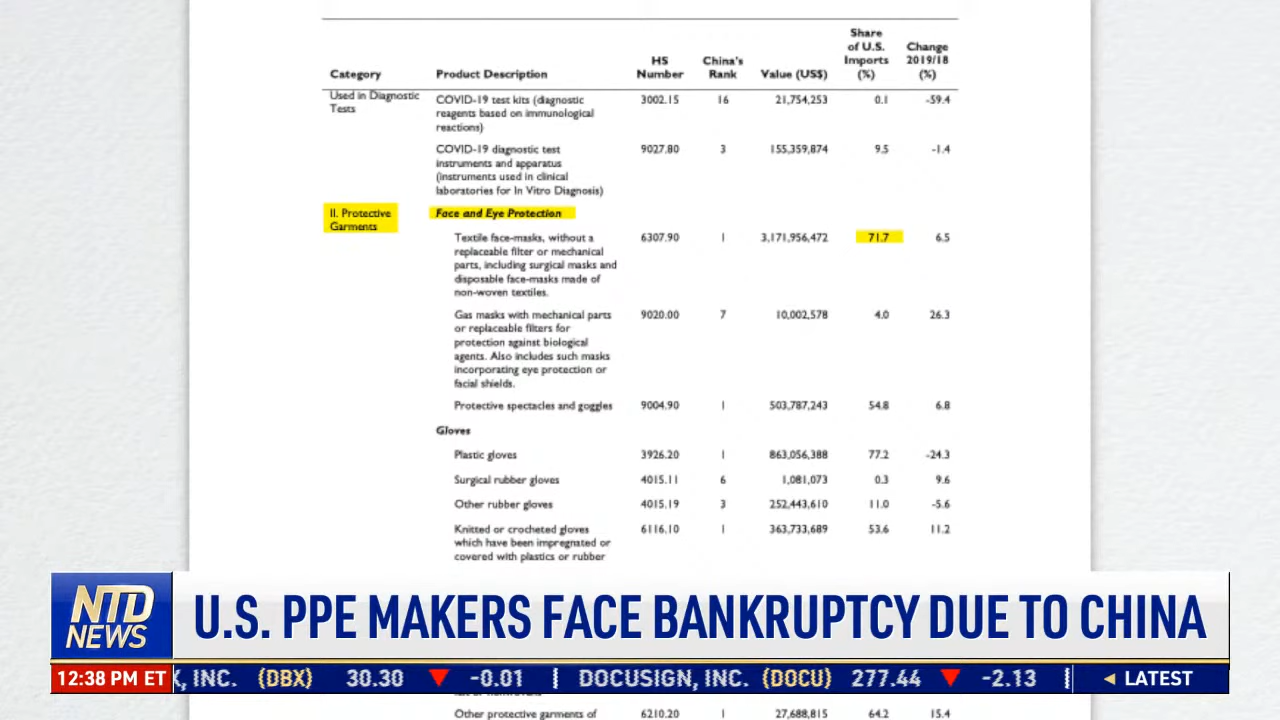 Share
of U.S. Change
HS China's Imports 2019/18
Category Product Description Number Rank Value (US$) (%) (%)
Used in Diagnostic Tests
COVID-19 test kits (diagnostic 3002.15 16 21,754,253 0.1 -59.4
reagents based on immunological
reactions)
COVID-19 diagnostic test 9027.80 3 155,359,874 9.5 -1.4
instruments and apparatus
(instruments used in clinical
laboratories for In Vitro Diagnosis)
II. Protective Garments
Face and Eye Protection
Textile face-masks, without a 6307.90 1 3,171,956,472 71.7 6.5
replaceable filter or mechanical
parts, including surgical masks and
disposable face-masks made of
non-woven textiles.
Gas masks with mechanical parts 9020.00 7 10,002,578 4.0 26.3
or replaceable filters for
protection against biological
agents. Also includes such masks
incorporating eye protection or
facial shields.
Protective spectacles and goggles 9004.90 1 503,787,243 54.8 6.8
Gloves
Plastic gloves 3926.20 1 863,056,388 77.2 -24.3
Surgical rubber gloves 4015.11 6 1,081,073 0.3 9.6
Other rubber gloves 4015.19 3 252,443,610 11.0 -5.6
Knitted or crocheted gloves 6116.10 1 363,733,689 53.6 11.2
which have been impregnated or
covered with plastics or rubber
NTD NEWS
U.S. PPE MAKERS FACE BANKRUPTCY DUE TO CHINA
12:38 PM ET X, INC. (DBX) 30.30 ▼ -0.01 DOCUSIGN, INC. (DOCU) 277.44 ▼ -2.13 ◄ LATEST
Other protective garments of 6210.20 1 27,688,815 64.2 15.4